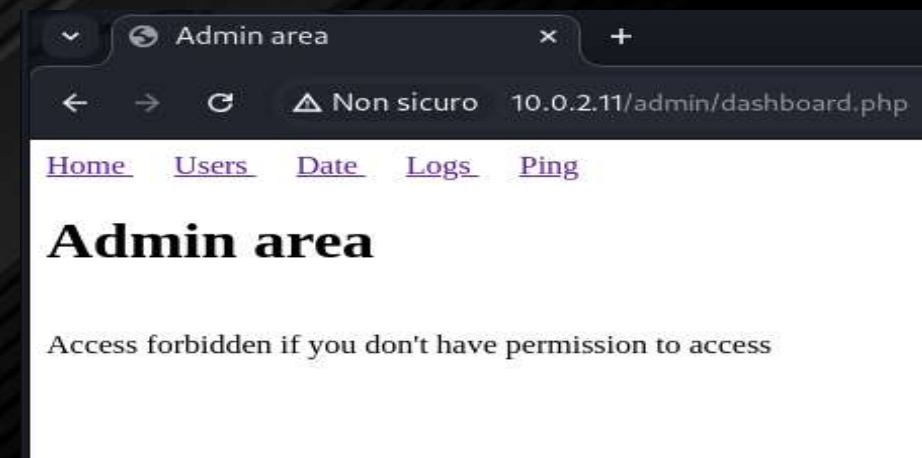 Admin area
Non sicuro 10.0.2.11/admin/dashboard.php
Home Users Date Logs Ping
Admin area
Access forbidden if you don't have permission to access